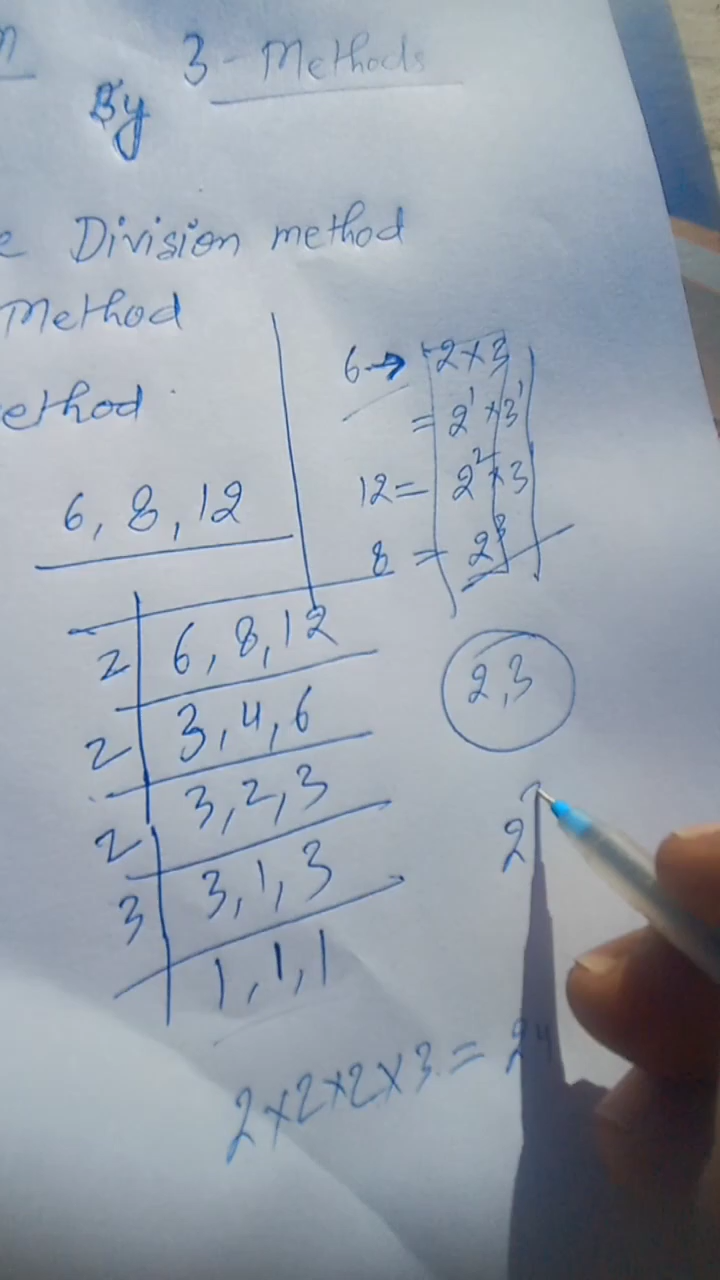 3 - Methods
By
e Division method
Method
ethod
6, 8, 12
6 → 2×3
= 2¹×3¹
12 = 2²×3
8 = 2³
2 | 6, 8, 12
2 | 3, 4, 6
2 | 3, 2, 3
3 | 3, 1, 3
1, 1, 1
2, 3
2
2×2×2×3 = 24